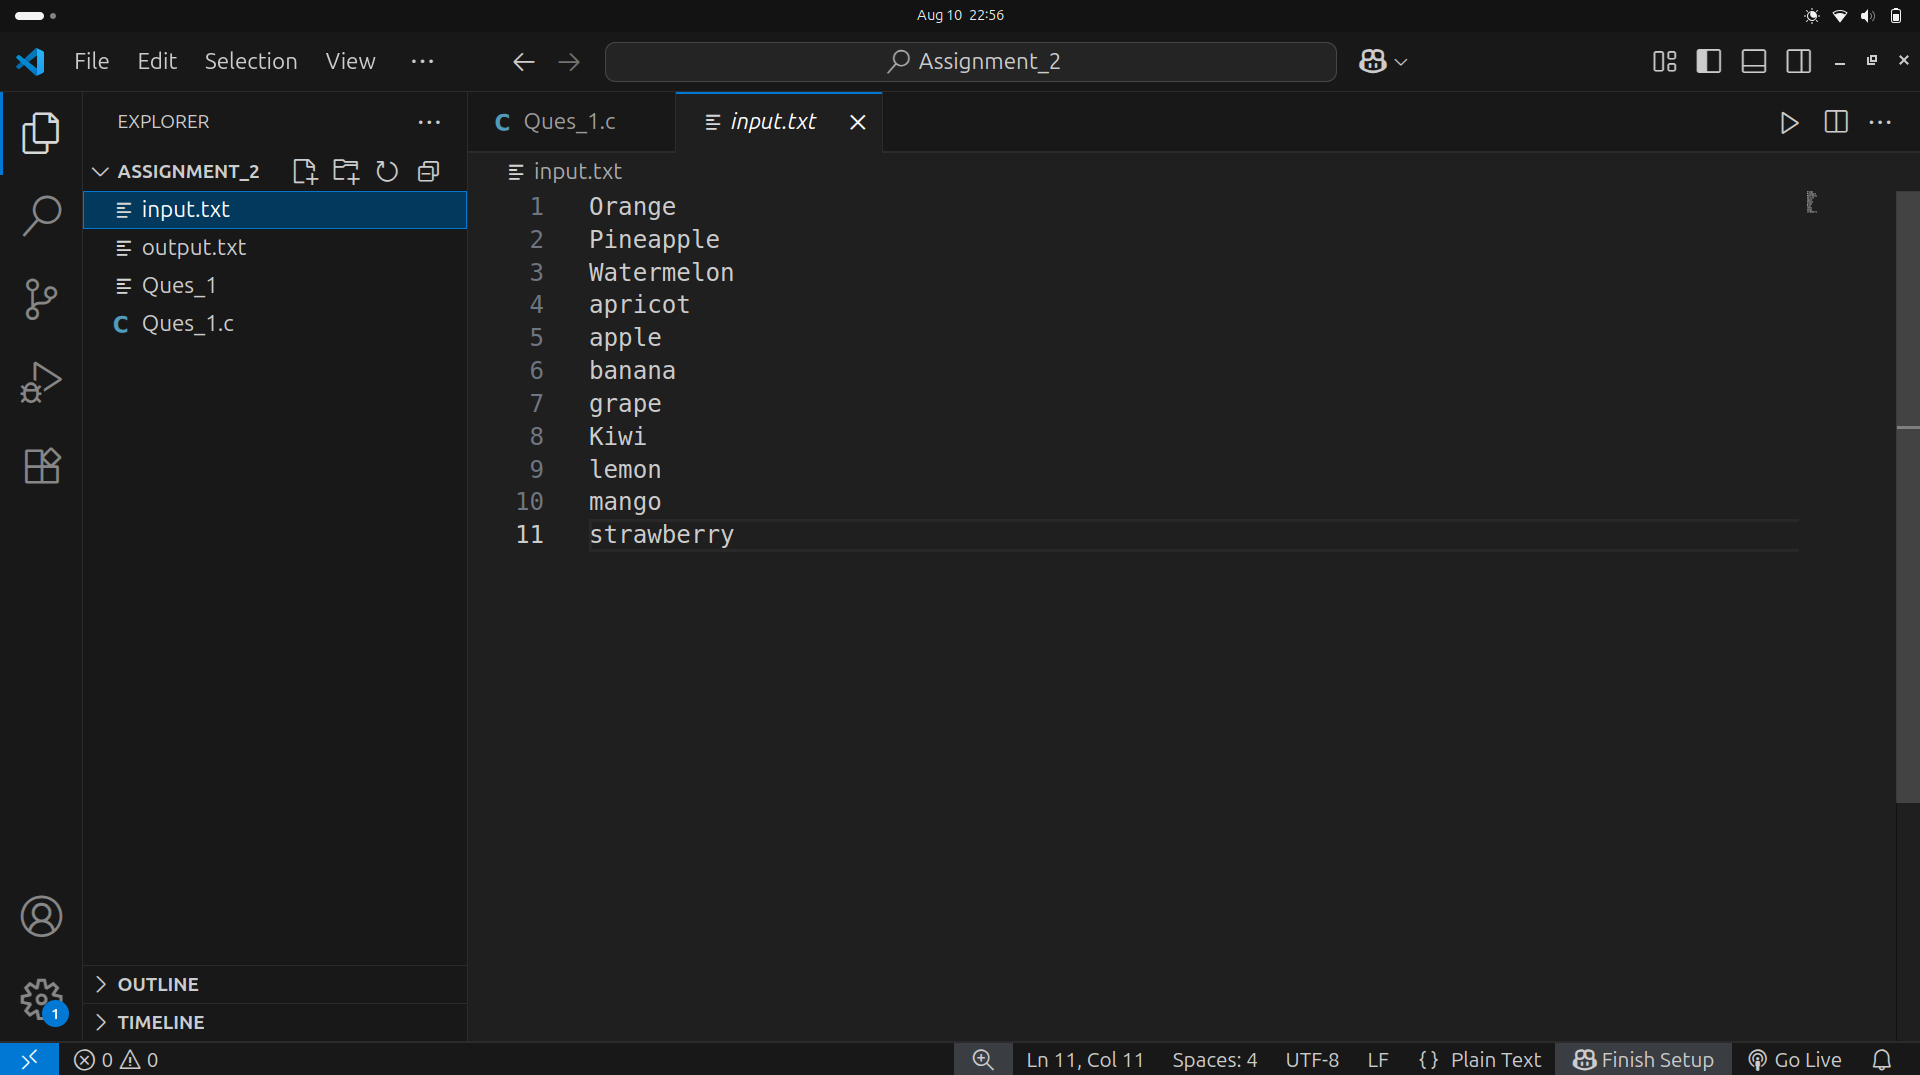 Aug 10 22:56
File Edit Selection View ···
Assignment_2
EXPLORER ···
Ques_1.c
input.txt
ASSIGNMENT_2
input.txt
output.txt
Ques_1
Ques_1.c
input.txt
1 Orange
2 Pineapple
3 Watermelon
4 apricot
5 apple
6 banana
7 grape
8 Kiwi
9 lemon
10 mango
11 strawberry
OUTLINE
TIMELINE
1
0 0
Ln 11, Col 11 Spaces: 4 UTF-8 LF {} Plain Text Finish Setup Go Live